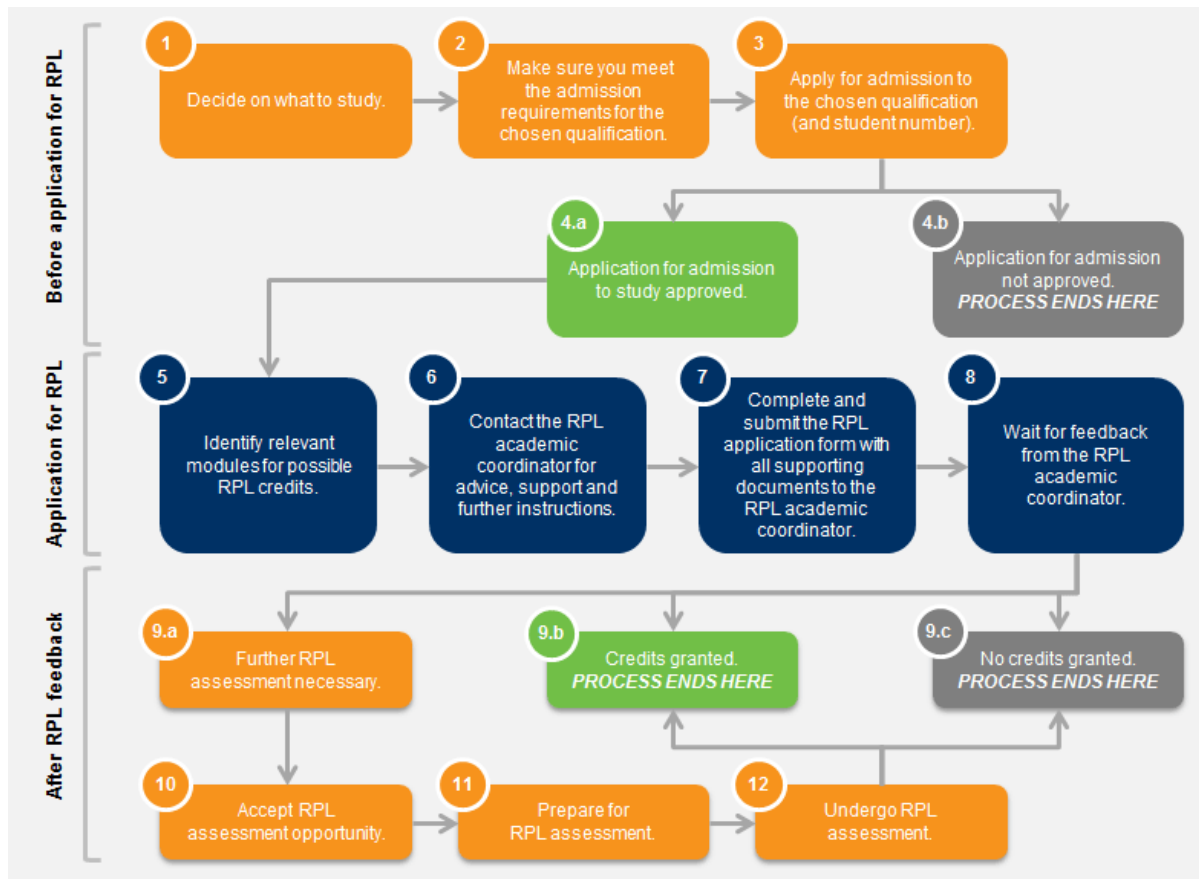 Before application for RPL
1
Decide on what to study.
2
Make sure you meet
the admission
requirements for the
chosen qualification.
3
Apply for admission to
the chosen qualification
(and student number).
4.a
Application for admission
to study approved.
4.b
Application for admission
not approved.
PROCESS ENDS HERE
Application for RPL
5
Identify relevant
modules for possible
RPL credits.
6
Contact the RPL
academic
coordinator for
advice, support and
further instructions.
7
Complete and
submit the RPL
application form with
all supporting
documents to the
RPL academic
coordinator.
8
Wait for feedback
from the RPL
academic
coordinator.
After RPL feedback
9.a
Further RPL
assessment necessary.
9.b
Credits granted.
PROCESS ENDS HERE
9.c
No credits granted.
PROCESS ENDS HERE
10
Accept RPL
assessment opportunity.
11
Prepare for
RPL assessment.
12
Undergo RPL
assessment.